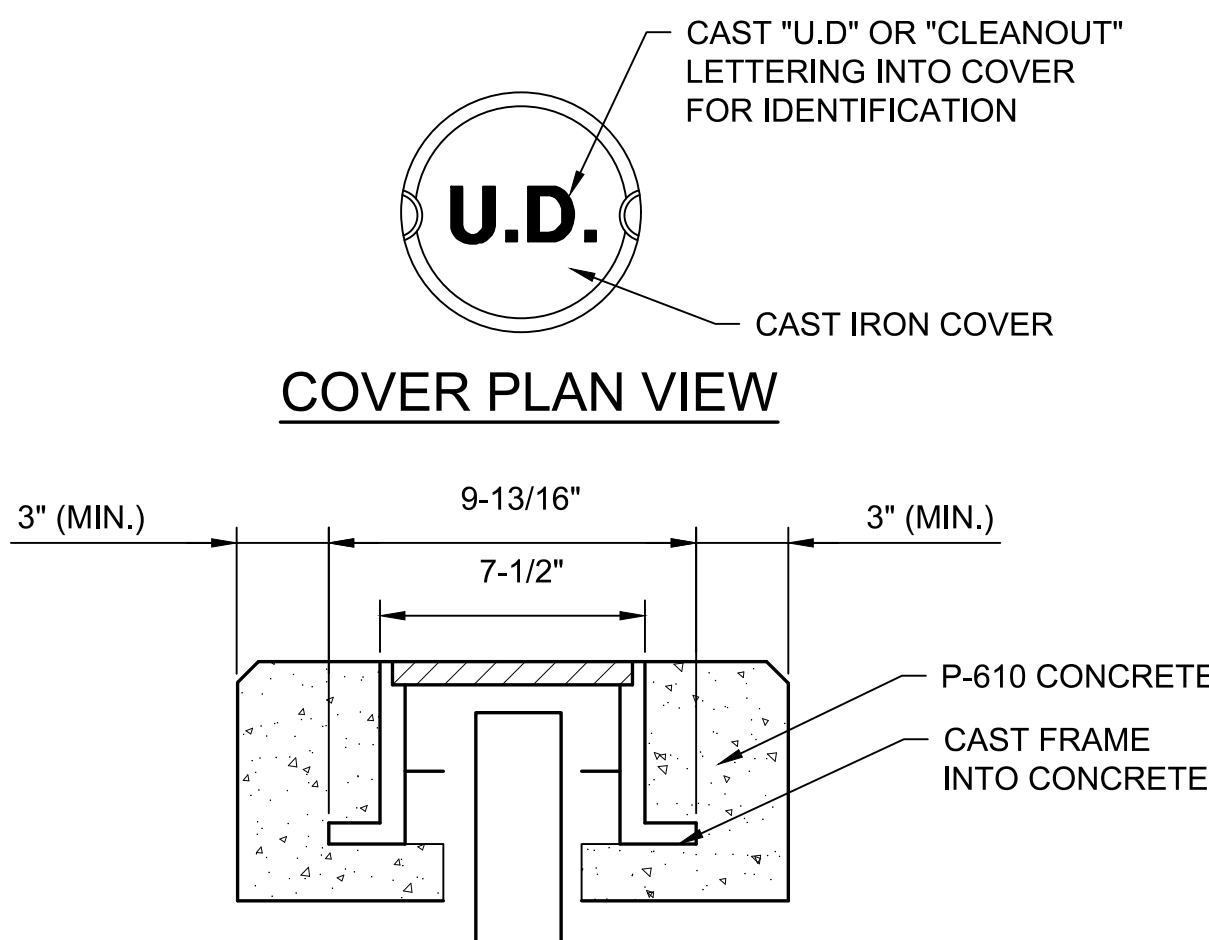 CAST "U.D" OR "CLEANOUT"
LETTERING INTO COVER
FOR IDENTIFICATION
U.D.
CAST IRON COVER
COVER PLAN VIEW
3" (MIN.)
9-13/16"
3" (MIN.)
7-1/2"
P-610 CONCRETE
CAST FRAME
INTO CONCRETE